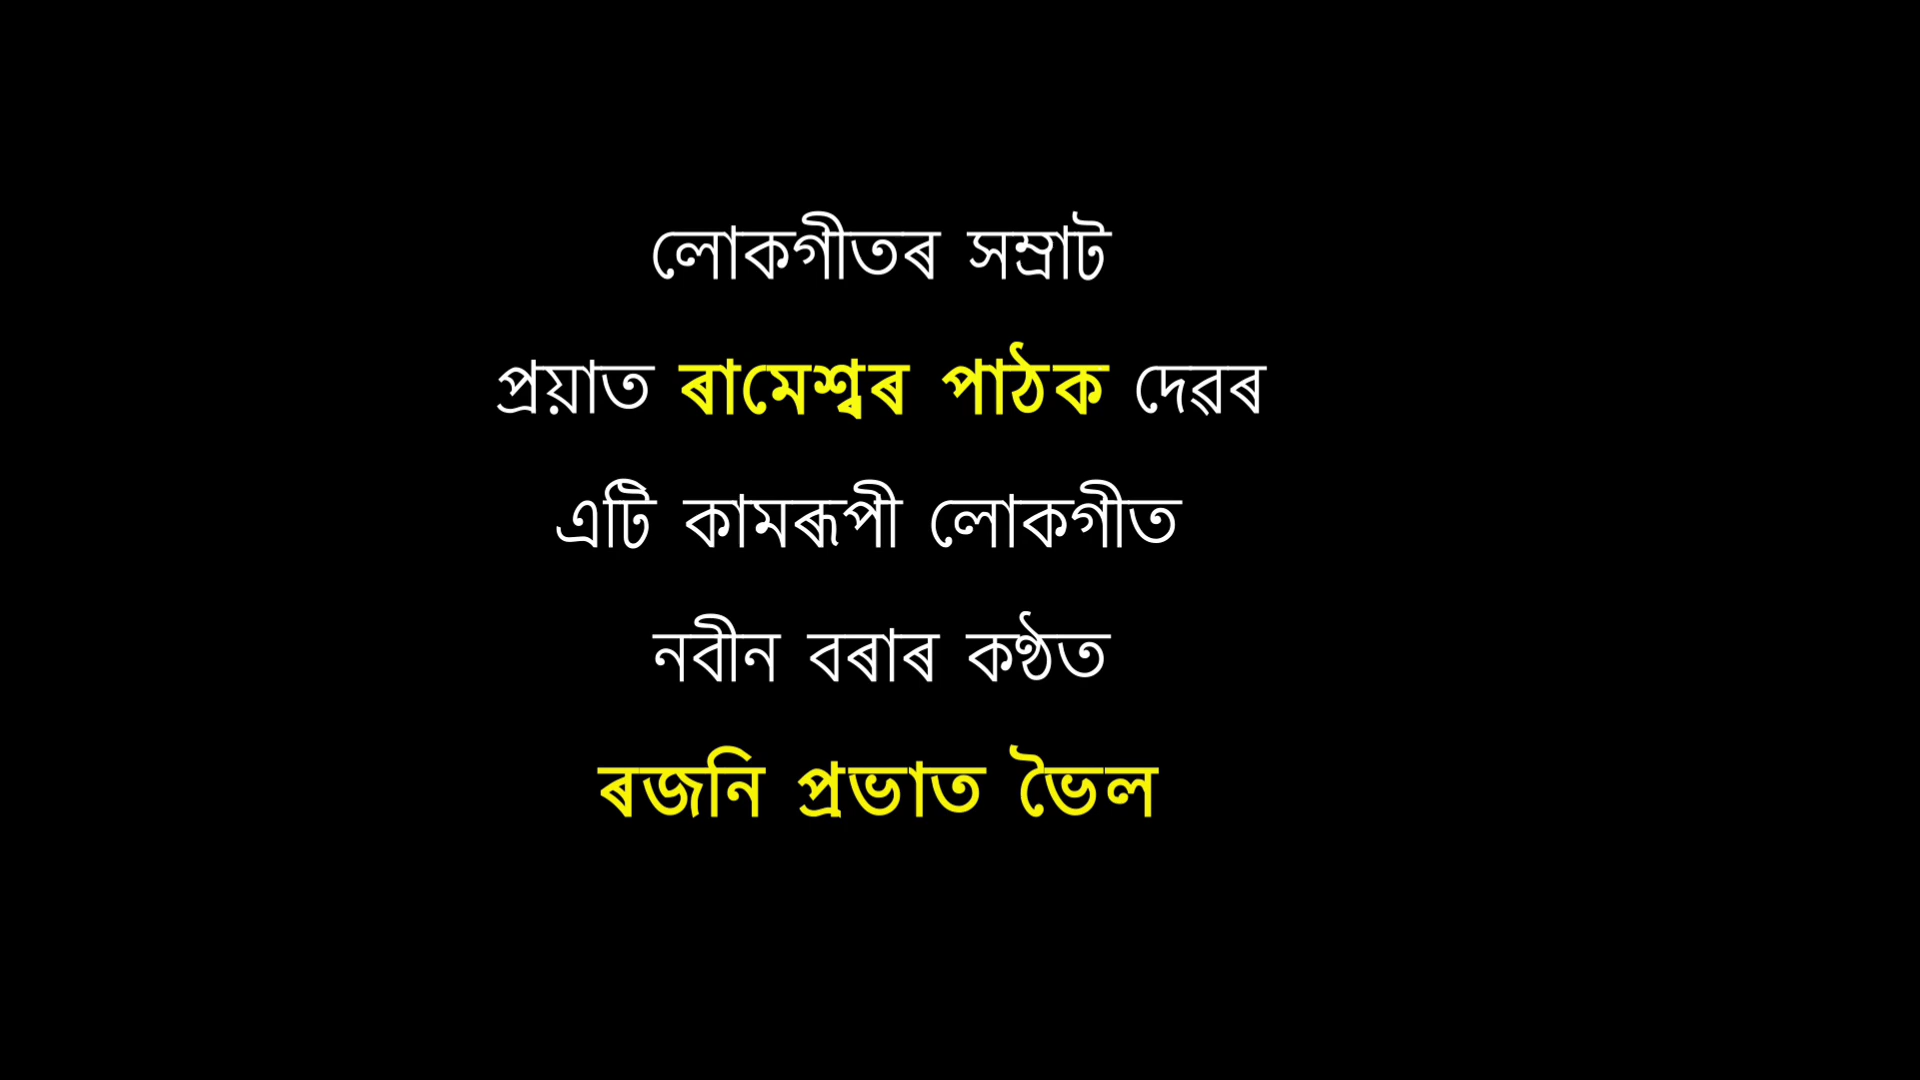 লোকগীতৰ সম্ৰাট
প্ৰয়াত ৰামেশ্বৰ পাঠক দেৱৰ
এটি কামৰূপী লোকগীত
নবীন বৰাৰ কণ্ঠত
ৰজনি প্ৰভাত ভৈল